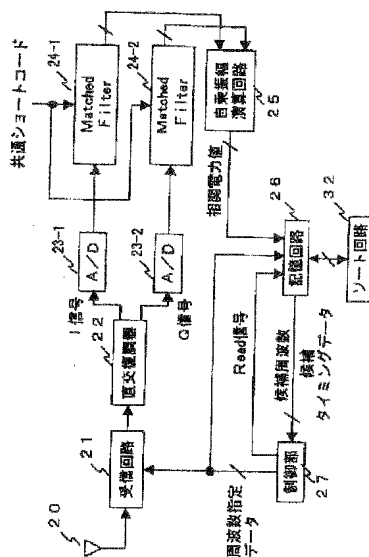 20
21
受信回路
22
直交復調器
I信号
Q信号
23-1
A/D
23-2
A/D
共通ショートコード
24-1
Matched
Filter
24-2
Matched
Filter
自乗振幅
演算回路
25
相関電力値
26
記憶回路
32
ソート回路
Read信号
候補周波数
候補
タイミングデータ
制御部
27
周波数指定
データ